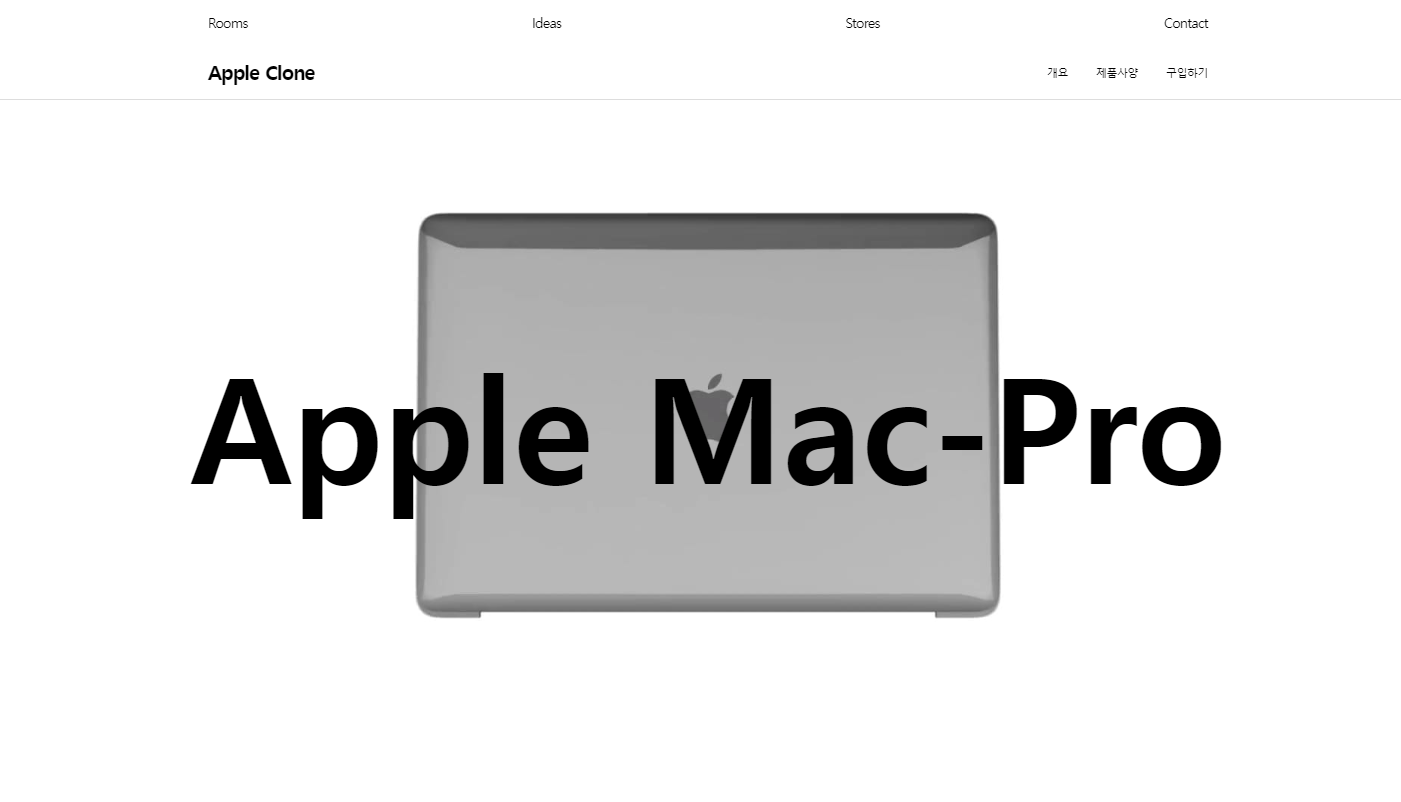 Rooms Ideas Stores Contact
Apple Clone 개요 제품사양 구입하기
Apple Mac-Pro